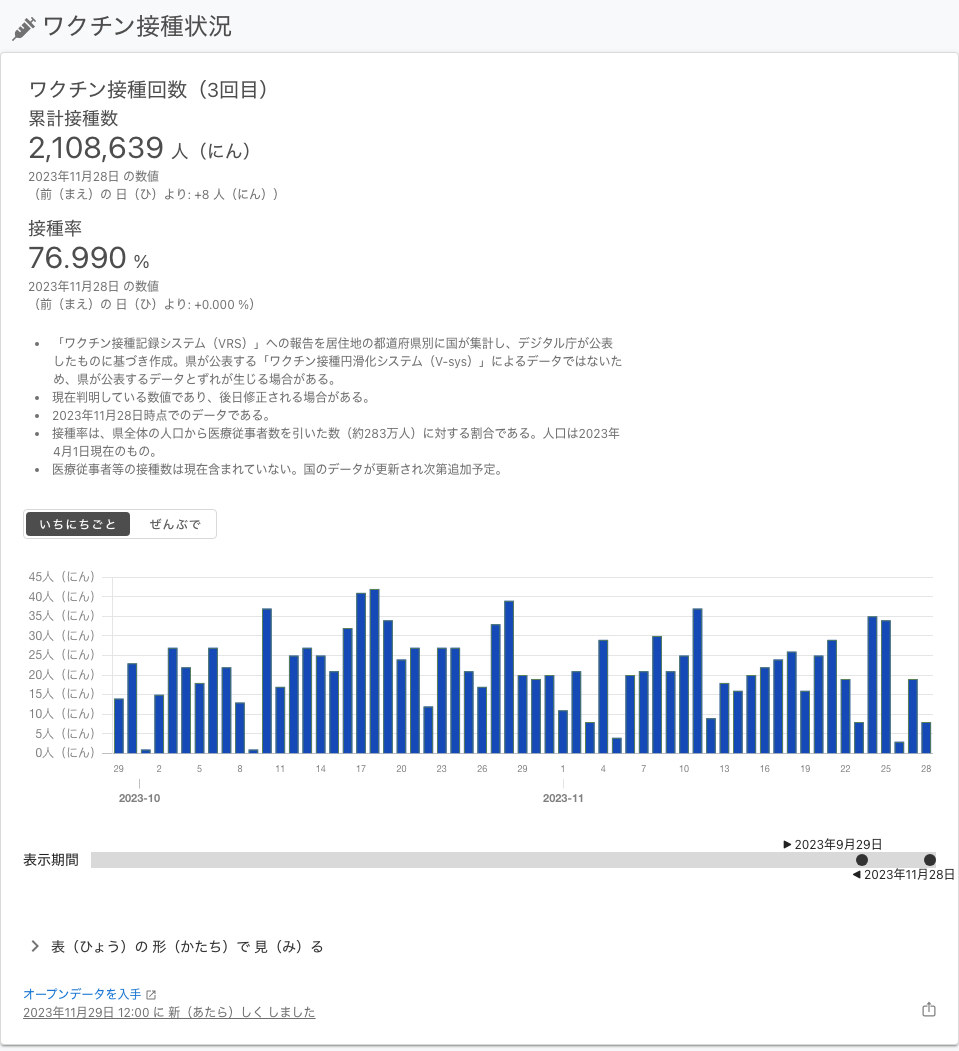 ワクチン接種状況
ワクチン接種回数（3回目）
累計接種数
2,108,639 人（にん）
2023年11月28日 の数値
（前（まえ）の 日（ひ）より: +8 人（にん））
接種率
76.990 %
2023年11月28日 の数値
（前（まえ）の 日（ひ）より: +0.000 %）
• 「ワクチン接種記録システム（VRS）」への報告を居住地の都道府県別に国が集計し、デジタル庁が公表
したものに基づき作成。県が公表する「ワクチン接種円滑化システム（V-sys）」によるデータではないた
め、県が公表するデータとずれが生じる場合がある。
• 現在判明している数値であり、後日修正される場合がある。
• 2023年11月28日時点でのデータである。
• 接種率は、県全体の人口から医療従事者数を引いた数（約283万人）に対する割合である。人口は2023年
4月1日現在のもの。
• 医療従事者等の接種数は現在含まれていない。国のデータが更新され次第追加予定。
いちにちごと ぜんぶで
45人（にん）
40人（にん）
35人（にん）
30人（にん）
25人（にん）
20人（にん）
15人（にん）
10人（にん）
5人（にん）
0人（にん）
29 2 5 8 11 14 17 20 23 26 29 1 4 7 10 13 16 19 22 25 28
2023-10 2023-11
▶ 2023年9月29日
表示期間
◀ 2023年11月28日
表（ひょう）の 形（かたち）で 見（み）る
オープンデータを入手
2023年11月29日 12:00 に 新（あたら）しく しました